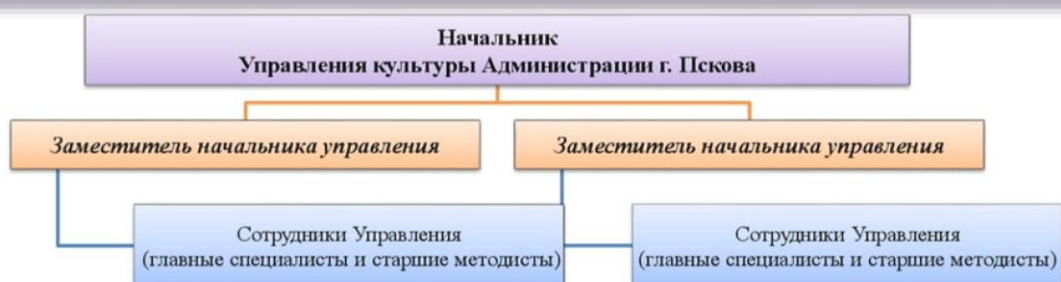 Начальник
Управления культуры Администрации г. Пскова
Заместитель начальника управления
Заместитель начальника управления
Сотрудники Управления
(главные специалисты и старшие методисты)
Сотрудники Управления
(главные специалисты и старшие методисты)